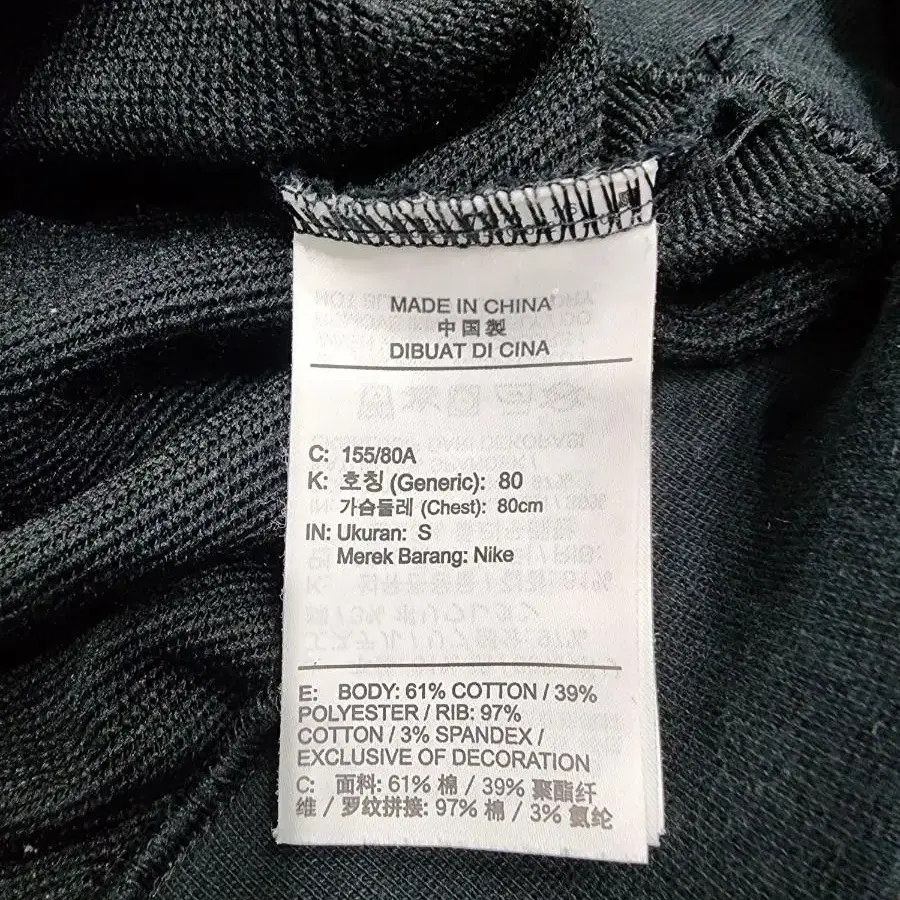 MADE IN CHINA
中国製
DIBUAT DI CINA
C: 155/80A
K: 호칭 (Generic): 80
가슴둘레 (Chest): 80cm
IN: Ukuran: S
Merek Barang: Nike
E: BODY: 61% COTTON / 39%
POLYESTER / RIB: 97%
COTTON / 3% SPANDEX /
EXCLUSIVE OF DECORATION
C: 面料: 61% 棉 / 39% 聚酯纤
维 / 罗纹拼接: 97% 棉 / 3% 氨纶